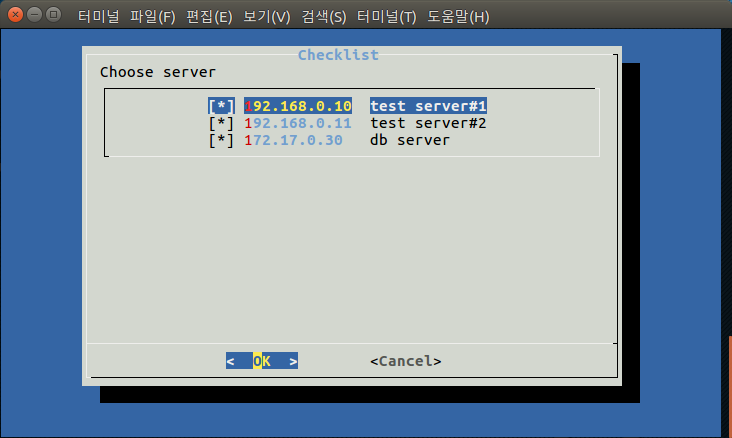 터미널 파일(F) 편집(E) 보기(V) 검색(S) 터미널(T) 도움말(H)
Checklist
Choose server
[*] 192.168.0.10 test server#1
[*] 192.168.0.11 test server#2
[*] 172.17.0.30 db server
< OK > <Cancel>